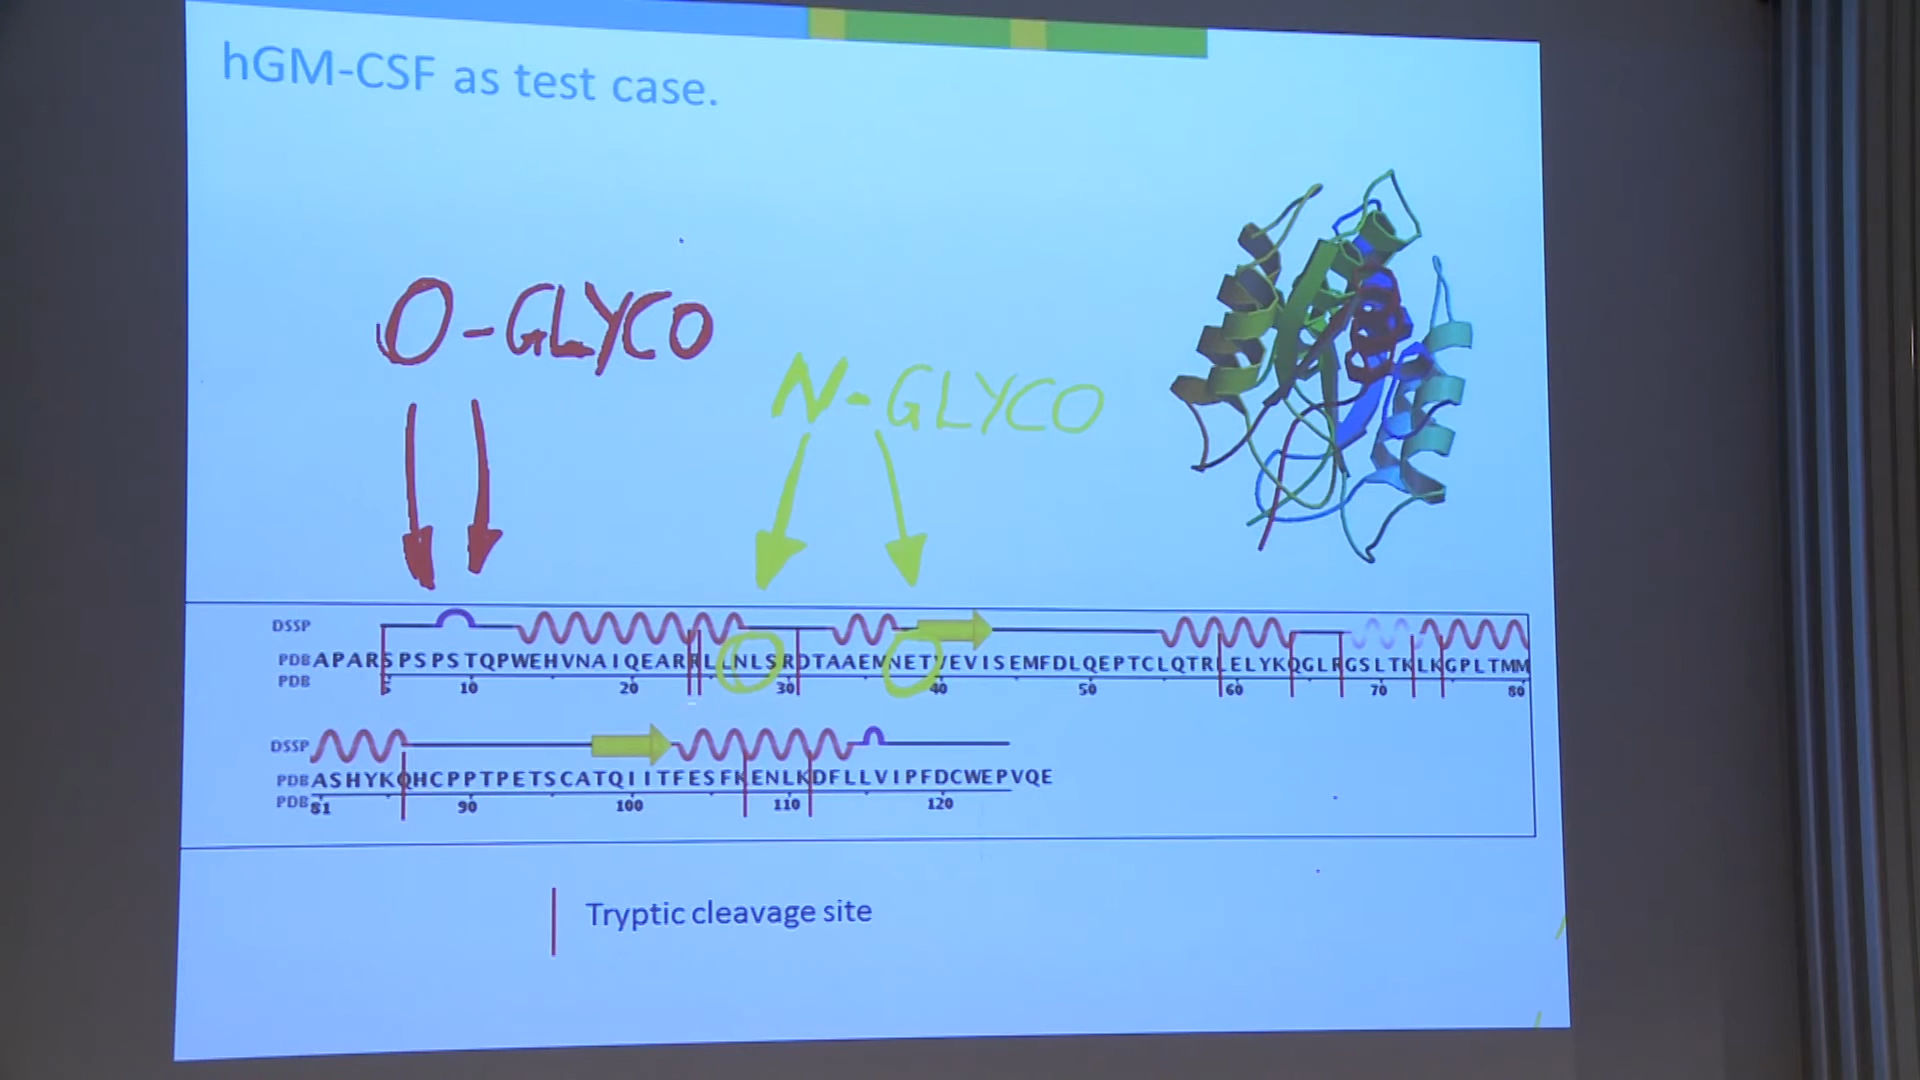 hGM-CSF as test case.
O-GLYCO
N-GLYCO
DSSP
PDB APARSPSPSTQPWEHVNAIQEARRLLNLSRDTAAEMNETVEVISEMFDLQEPTCLQTRLELYKQGLRGSLTKLKGPLTMM
PDB 5 10 20 30 40 50 60 70 80
DSSP
PDB ASHYKQHCPPTPETSCATQIITFESFKENLKDFLLVIPFDCWEPVQE
PDB 81 90 100 110 120
Tryptic cleavage site